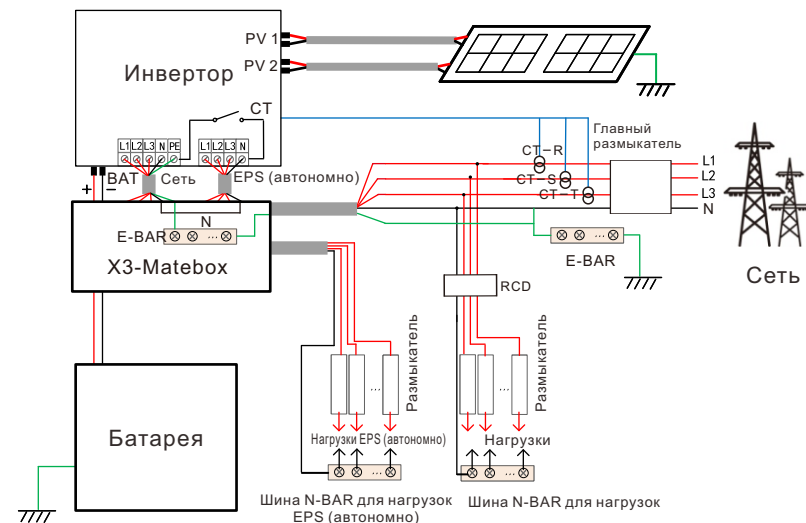 PV 1
PV 2
Инвертор
CT
L1 L2 L3 N PE
L1 L2 L3 N
BAT
Сеть
EPS (автономно)
+
−
CT−R
CT−S
CT−T
Главный
размыкатель
L1
L2
L3
N
N
E-BAR
X3-Matebox
E-BAR
Сеть
RCD
Размыкатель
Размыкатель
...
...
Батарея
Нагрузки EPS (автономно)
Нагрузки
...
...
Шина N-BAR для нагрузок
EPS (автономно)
Шина N-BAR для нагрузок